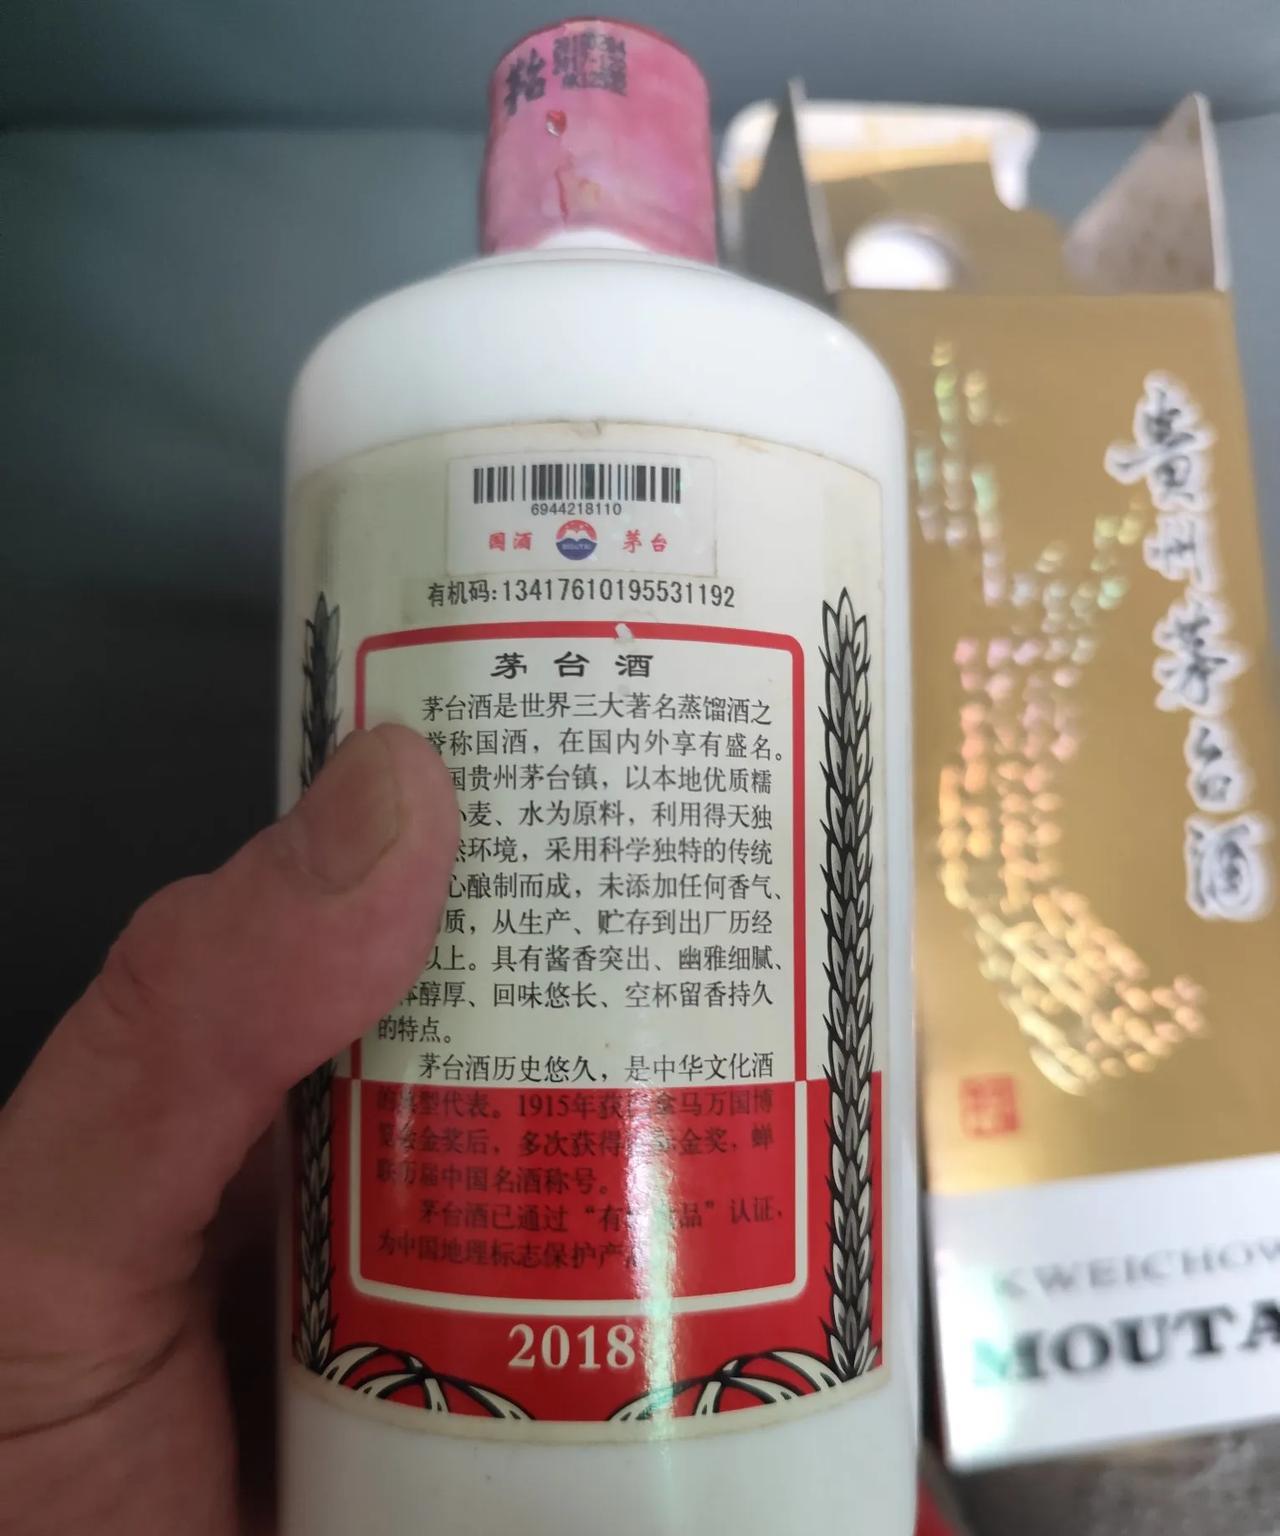 6944218110
国酒 MOUTAI 茅台
有机码:13417610195531192
茅台酒
茅台酒是世界三大著名蒸馏酒之
誉称国酒，在国内外享有盛名。
国贵州茅台镇，以本地优质糯
小麦、水为原料，利用得天独
然环境，采用科学独特的传统
心酿制而成，未添加任何香气、
质，从生产、贮存到出厂历经
以上。具有酱香突出、幽雅细腻、
体醇厚、回味悠长、空杯留香持久
的特点。
茅台酒历史悠久，是中华文化酒
的典型代表。1915年获 拿马万国博
览会金奖后，多次获得 金奖，蝉
联历届中国名酒称号。
茅台酒已通过“有 品”认证，
为中国地理标志保护产
2018
贵州茅台酒
KWEICHOW
MOUTA